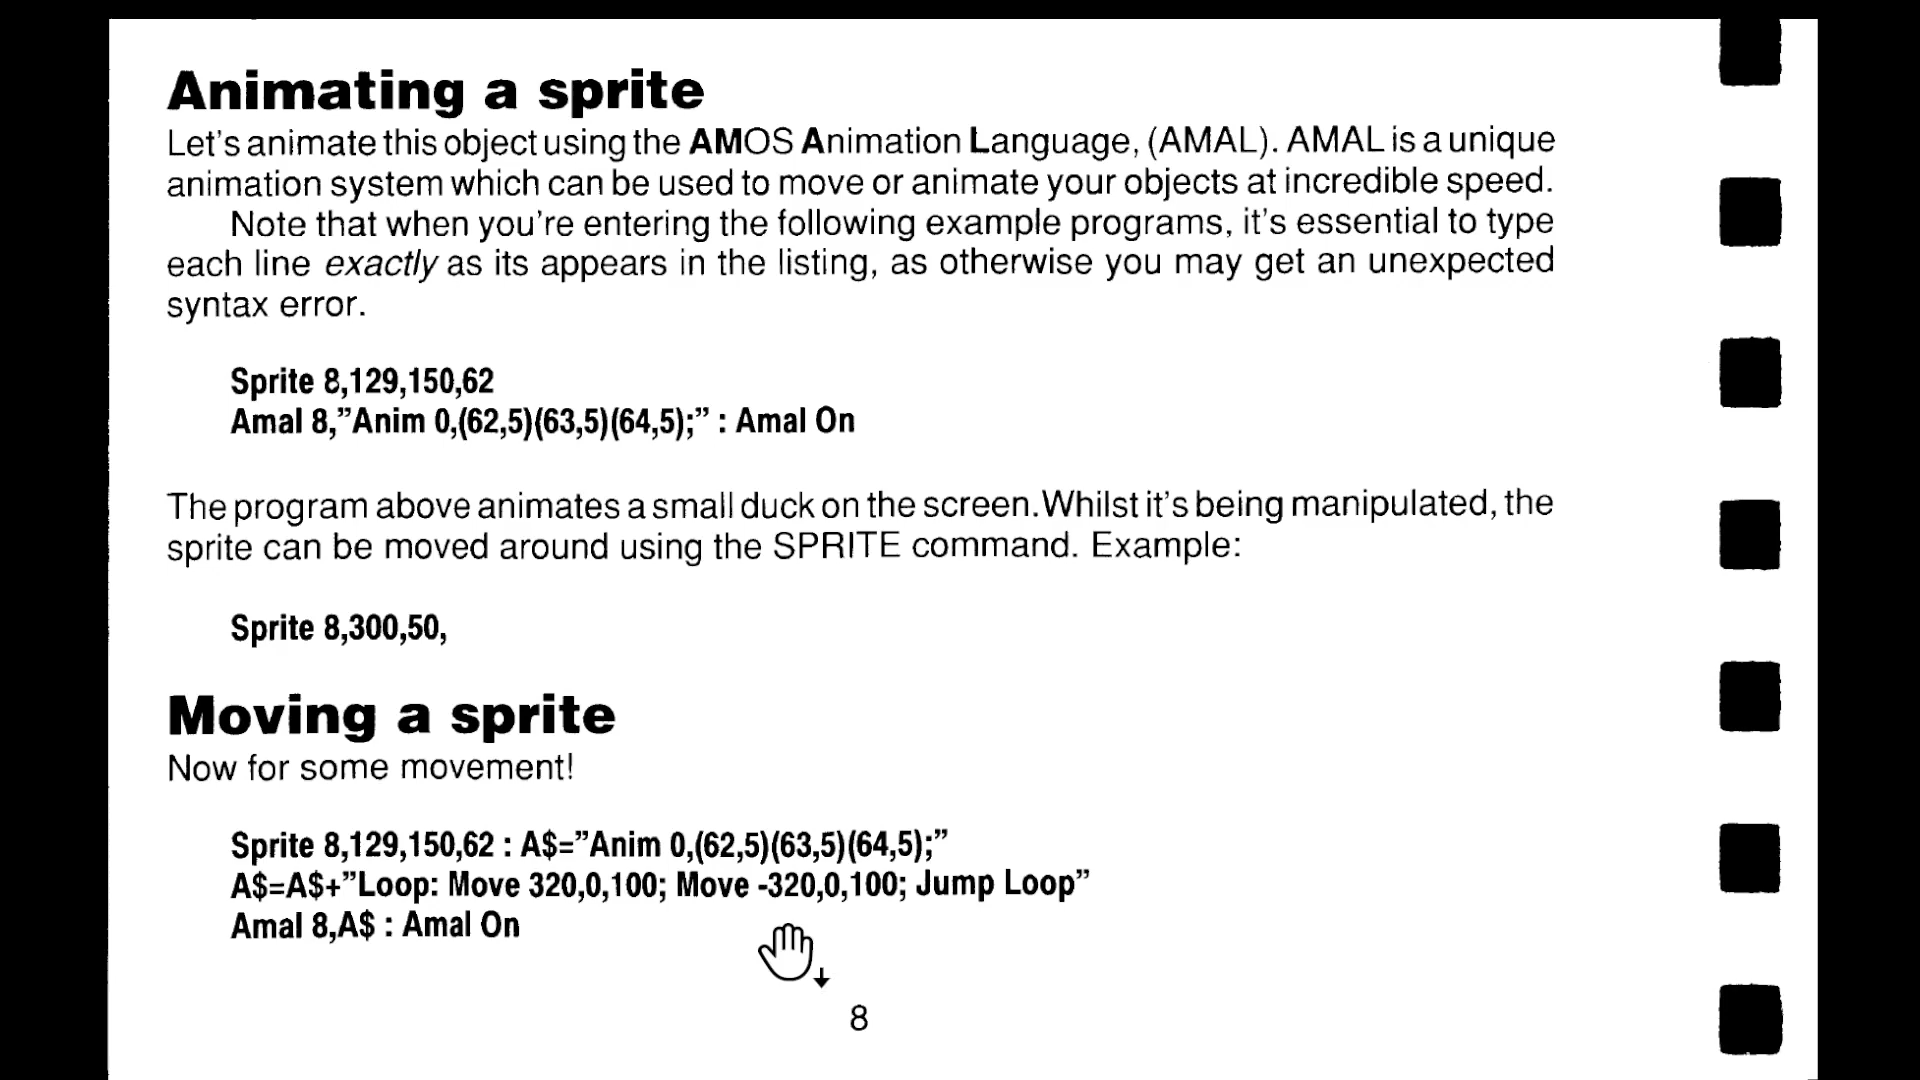 Animating a sprite
Let's animate this object using the AMOS Animation Language, (AMAL). AMAL is a unique
animation system which can be used to move or animate your objects at incredible speed.
Note that when you're entering the following example programs, it's essential to type
each line exactly as its appears in the listing, as otherwise you may get an unexpected
syntax error.
Sprite 8,129,150,62
Amal 8,”Anim 0,(62,5)(63,5)(64,5);” : Amal On
The program above animates a small duck on the screen.Whilst it's being manipulated, the
sprite can be moved around using the SPRITE command. Example:
Sprite 8,300,50,
Moving a sprite
Now for some movement!
Sprite 8,129,150,62 : A$=”Anim 0,(62,5)(63,5)(64,5);”
A$=A$+”Loop: Move 320,0,100; Move -320,0,100; Jump Loop”
Amal 8,A$ : Amal On
8